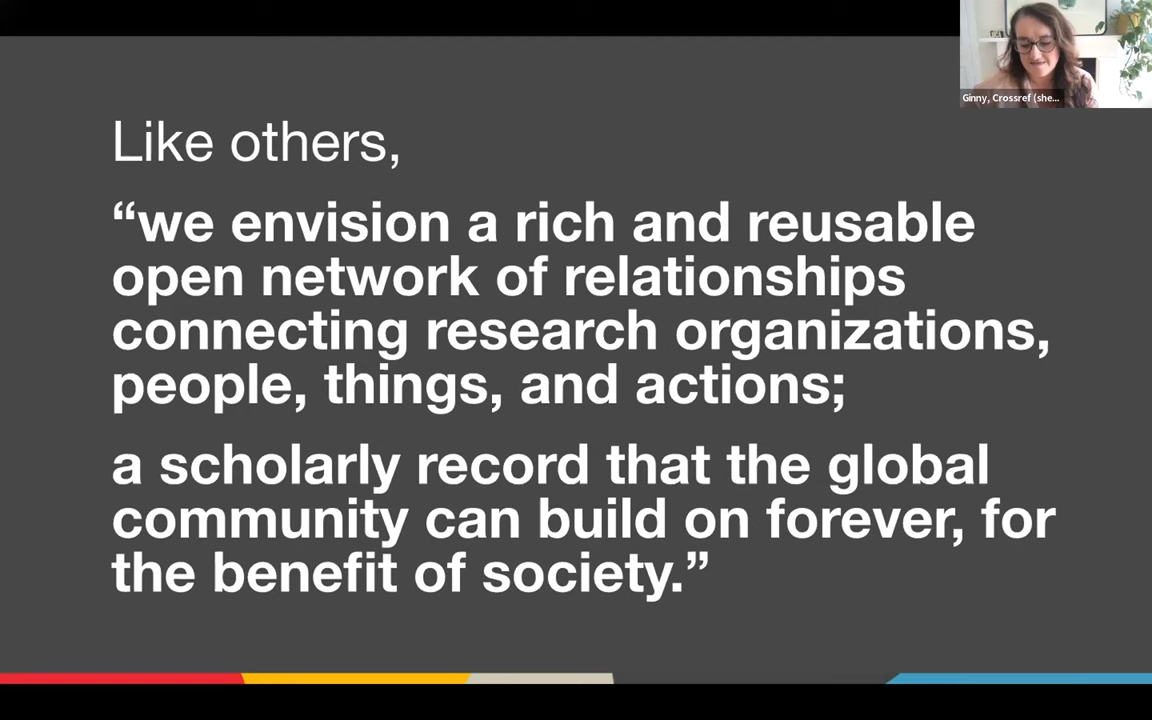 Ginny, Crossref (she...
Like others,
“we envision a rich and reusable
open network of relationships
connecting research organizations,
people, things, and actions;
a scholarly record that the global
community can build on forever, for
the benefit of society.”